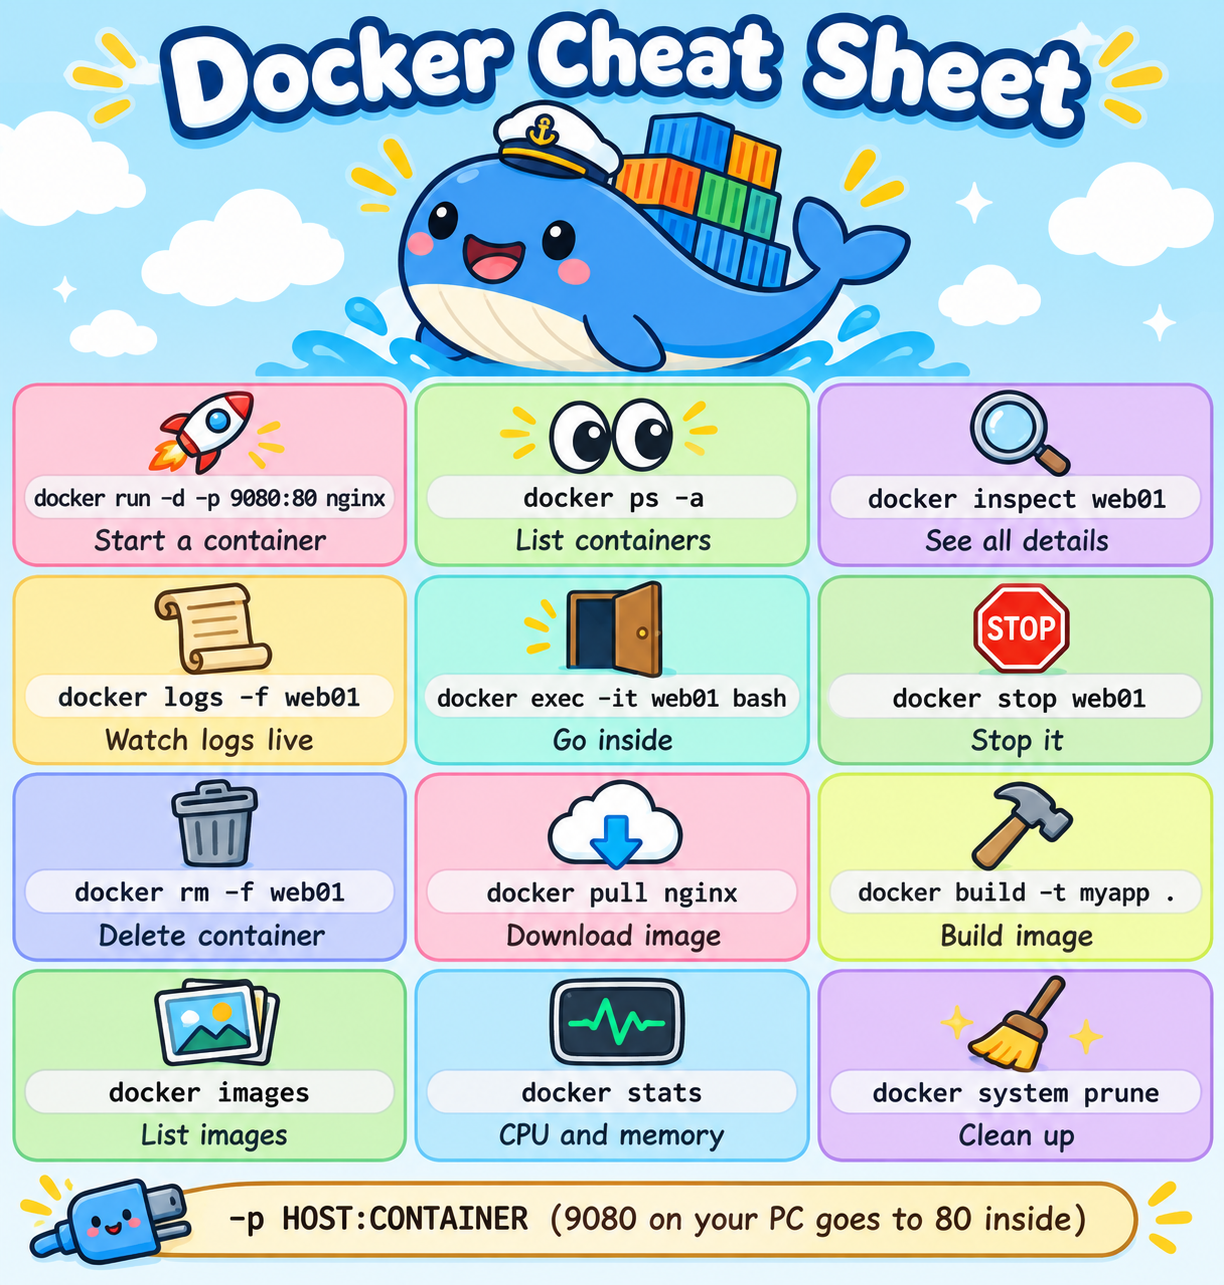 Docker Cheat Sheet
docker run -d -p 9080:80 nginx
Start a container
docker ps -a
List containers
docker inspect web01
See all details
docker logs -f web01
Watch logs live
docker exec -it web01 bash
Go inside
STOP
docker stop web01
Stop it
docker rm -f web01
Delete container
docker pull nginx
Download image
docker build -t myapp .
Build image
docker images
List images
docker stats
CPU and memory
docker system prune
Clean up
-p HOST:CONTAINER (9080 on your PC goes to 80 inside)